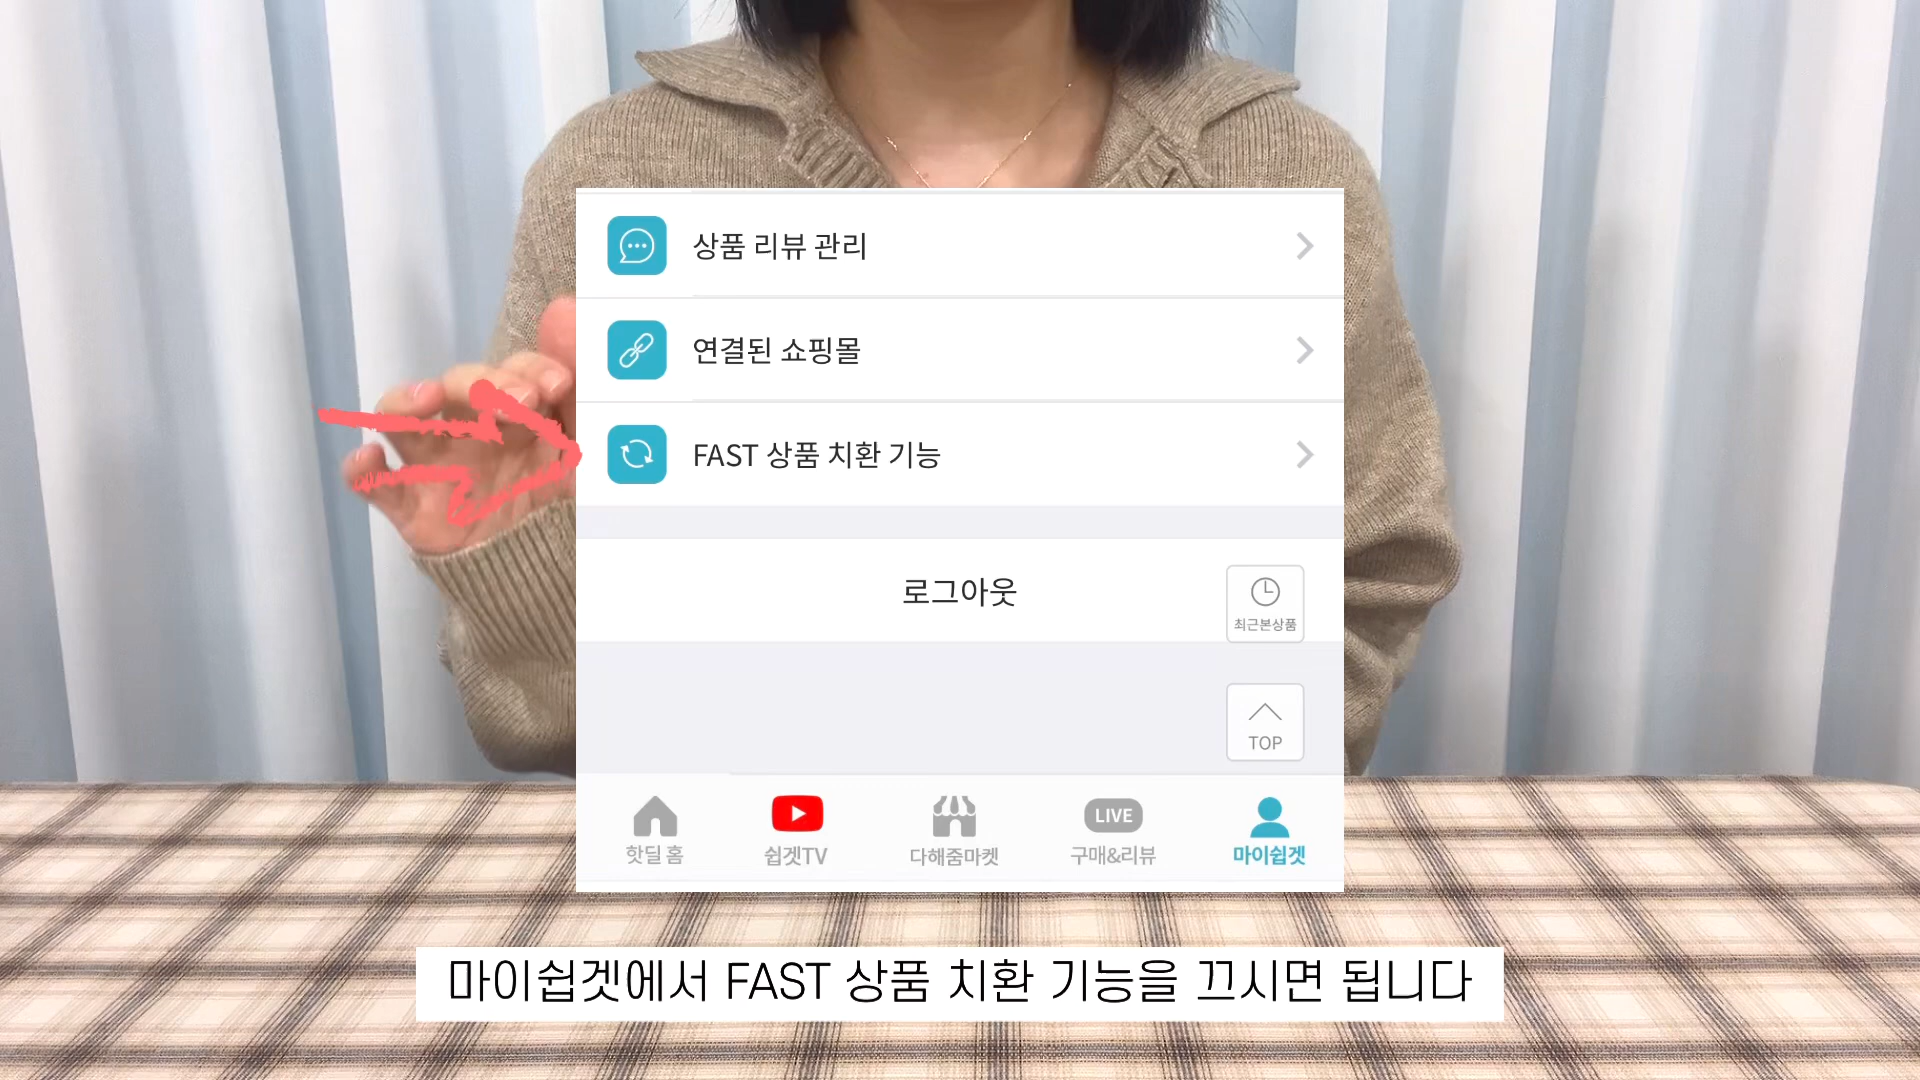 상품 리뷰 관리
연결된 쇼핑몰
FAST 상품 치환 기능
로그아웃
최근본상품
TOP
LIVE
핫딜 홈
쉽겟TV
다해줌마켓
구매&리뷰
마이쉽겟
마이쉽겟에서 FAST 상품 치환 기능을 끄시면 됩니다